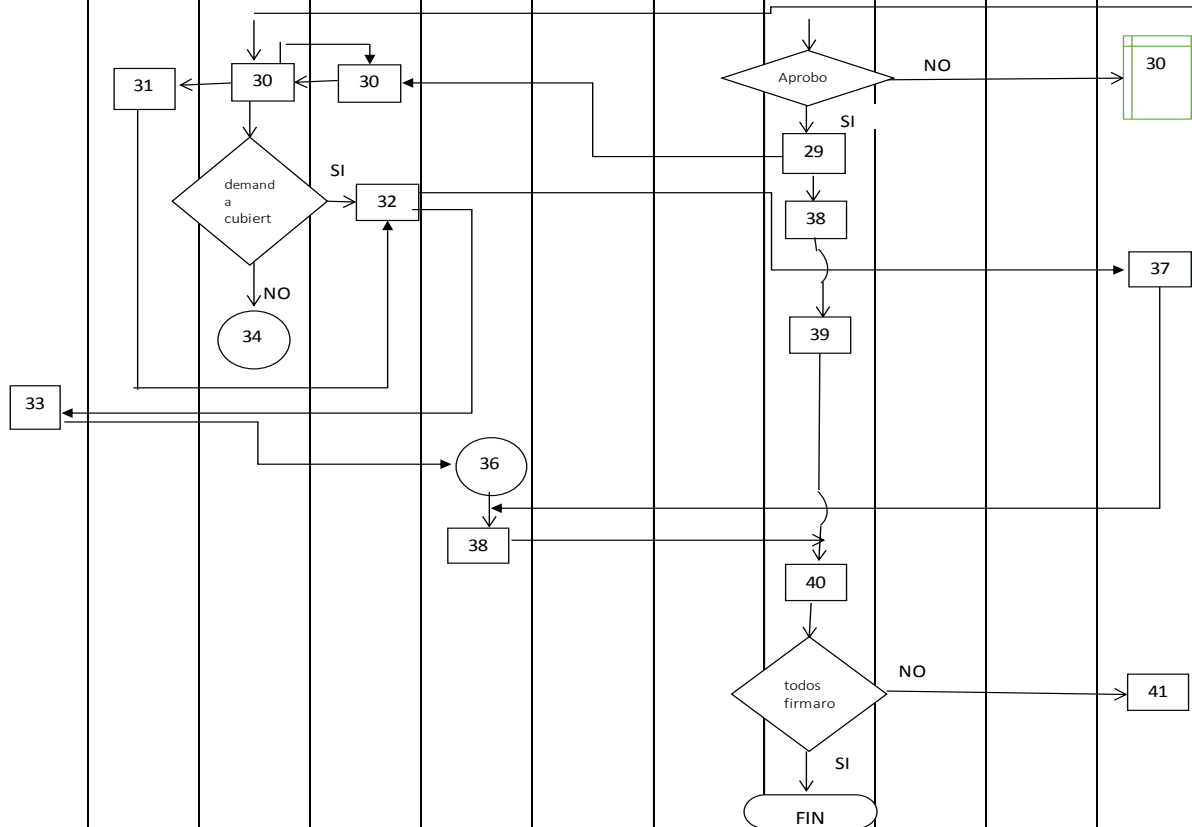 Aprobo
NO
30
31
30
30
SI
29
demand
a
cubiert
SI
32
38
37
NO
34
39
33
36
38
40
todos
firmaro
NO
41
SI
FIN